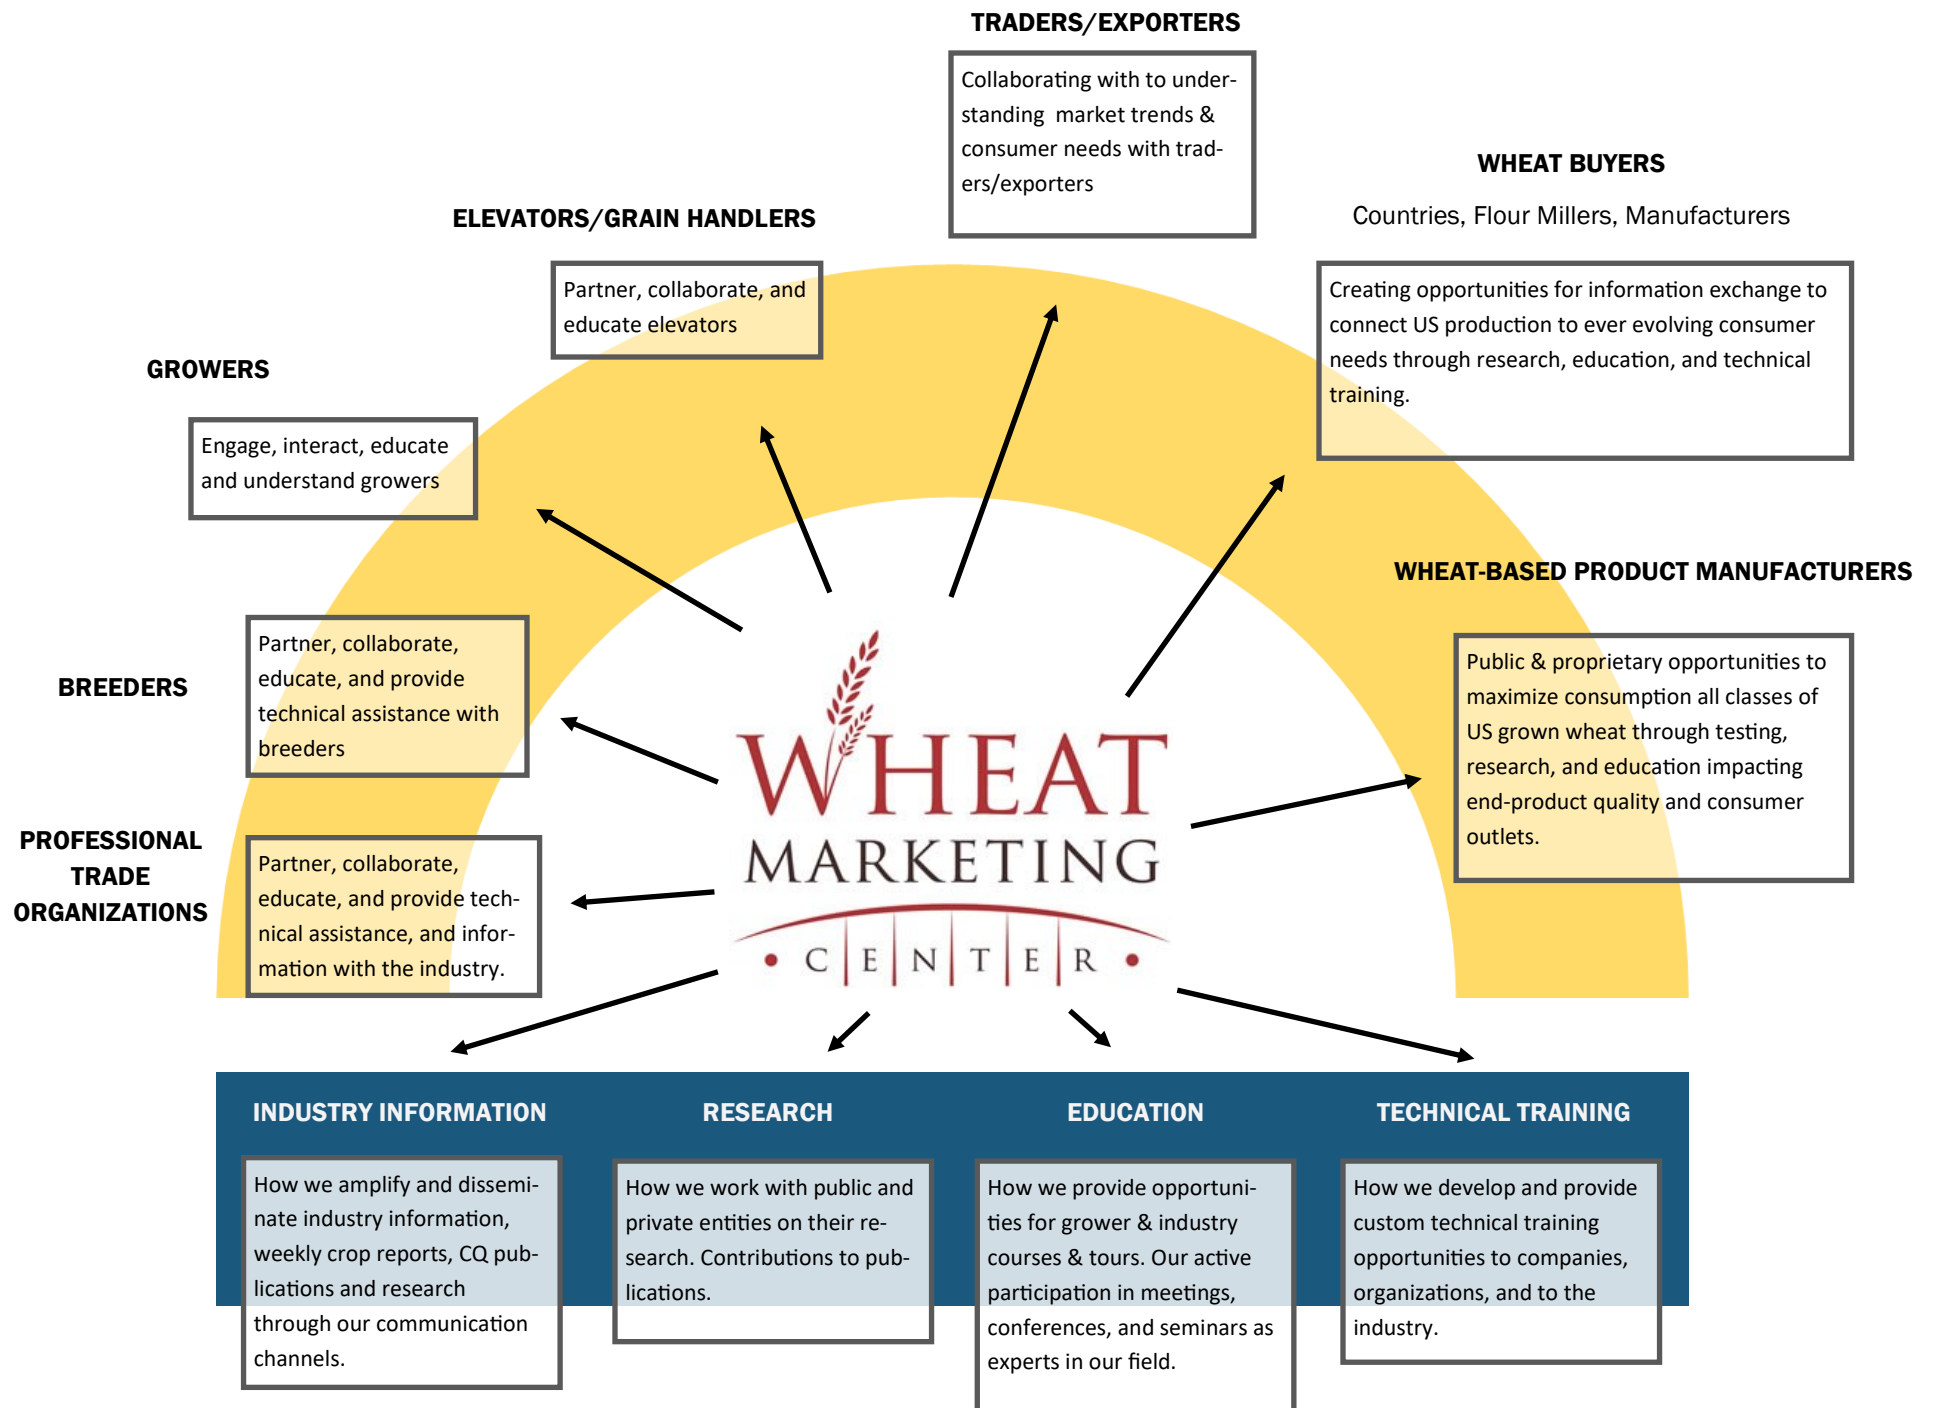 TRADERS/EXPORTERS
Collaborating with to under-
standing  market trends &
consumer needs with trad-
ers/exporters
WHEAT BUYERS
Countries, Flour Millers, Manufacturers
Creating opportunities for information exchange to
connect US production to ever evolving consumer
needs through research, education, and technical
training.
ELEVATORS/GRAIN HANDLERS
Partner, collaborate, and
educate elevators
GROWERS
Engage, interact, educate
and understand growers
WHEAT-BASED PRODUCT MANUFACTURERS
Public & proprietary opportunities to
maximize consumption all classes of
US grown wheat through testing,
research, and education impacting
end-product quality and consumer
outlets.
BREEDERS
Partner, collaborate,
educate, and provide
technical assistance with
breeders
PROFESSIONAL
TRADE
ORGANIZATIONS
Partner, collaborate,
educate, and provide tech-
nical assistance, and infor-
mation with the industry.
WHEAT
MARKETING
• C|E|N|T|E|R •
INDUSTRY INFORMATION
How we amplify and dissemi-
nate industry information,
weekly crop reports, CQ pub-
lications and research
through our communication
channels.
RESEARCH
How we work with public and
private entities on their re-
search. Contributions to pub-
lications.
EDUCATION
How we provide opportuni-
ties for grower & industry
courses & tours. Our active
participation in meetings,
conferences, and seminars as
experts in our field.
TECHNICAL TRAINING
How we develop and provide
custom technical training
opportunities to companies,
organizations, and to the
industry.